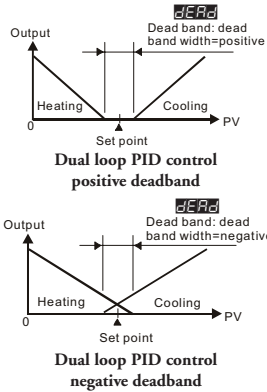 dEAd
Output
Dead band: dead
band width=positive
Heating
Cooling
0
PV
Set point
Dual loop PID control
positive deadband
dEAd
Output
Dead band: dead
band width=negative
Heating
Cooling
0
PV
Set point
Dual loop PID control
negative deadband